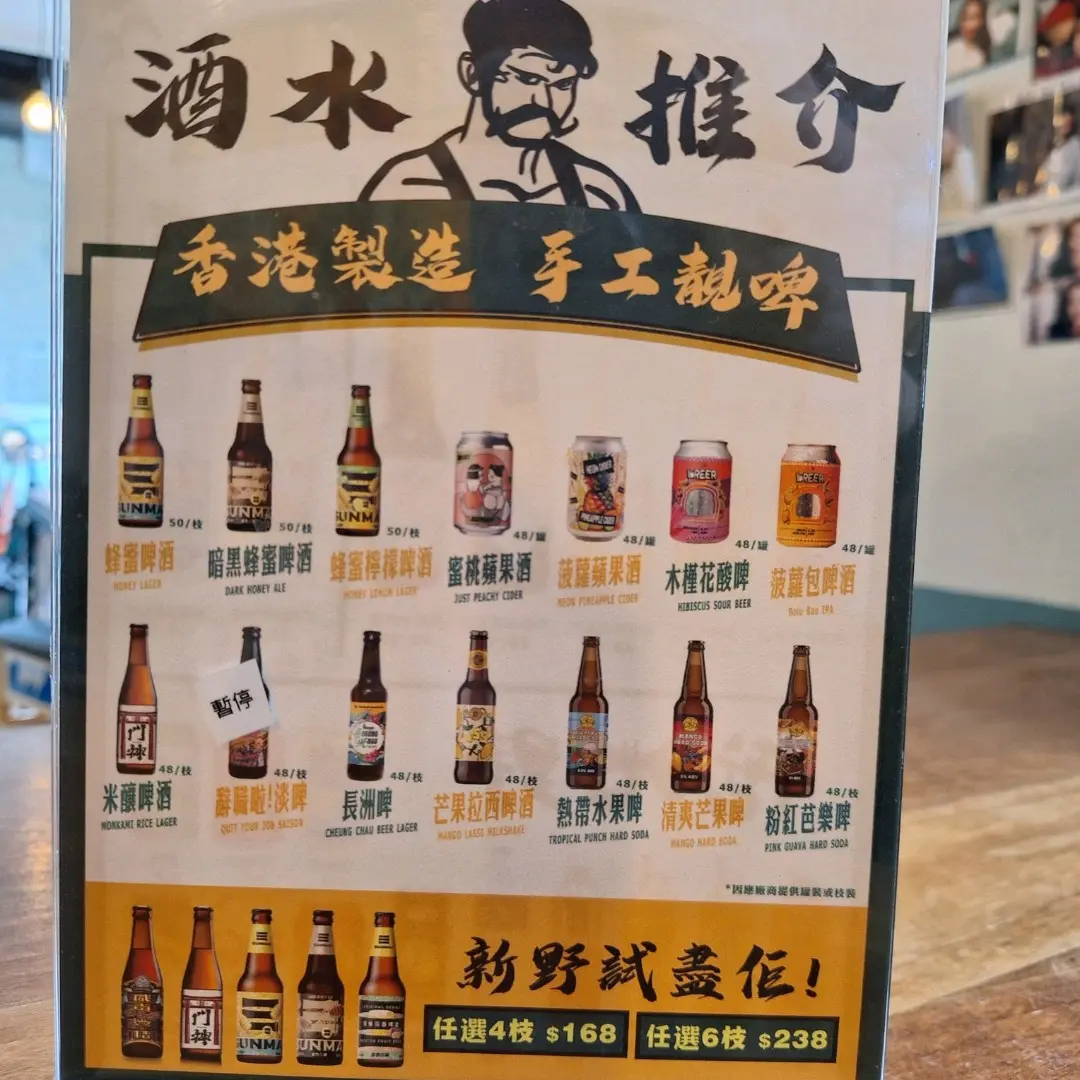 酒水 推介
香港製造 手工靚啤
50/枝 50/枝 50/枝 48/罐 48/罐 48/罐 48/罐
蜂蜜啤酒 暗黑蜂蜜啤酒 蜂蜜檸檬啤酒 蜜桃蘋果酒 菠蘿蘋果酒 木槿花酸啤 菠蘿包啤酒
HONEY LAGER DARK HONEY ALE HONEY LEMON LAGER JUST PEACHY CIDER NEON PINEAPPLE CIDER HIBISCUS SOUR BEER Bolo Bao IPA
門神
暫停
48/枝 48/枝 48/枝 48/枝 48/枝 48/枝 48/枝
米釀啤酒 辭職啦!淡啤 長洲啤 芒果拉西啤酒 熱帶水果啤 清爽芒果啤 粉紅芭樂啤
MONKAMI RICE LAGER QUIT YOUR JOB SAISON CHEUNG CHAU BEER LAGER MANGO LASSI MILKSHAKE TROPICAL PUNCH HARD SODA MANGO HARD SODA PINK GUAVA HARD SODA
*因應廠商提供罐裝或枝裝
新野試盡佢!
任選4枝 $168 任選6枝 $238
門神